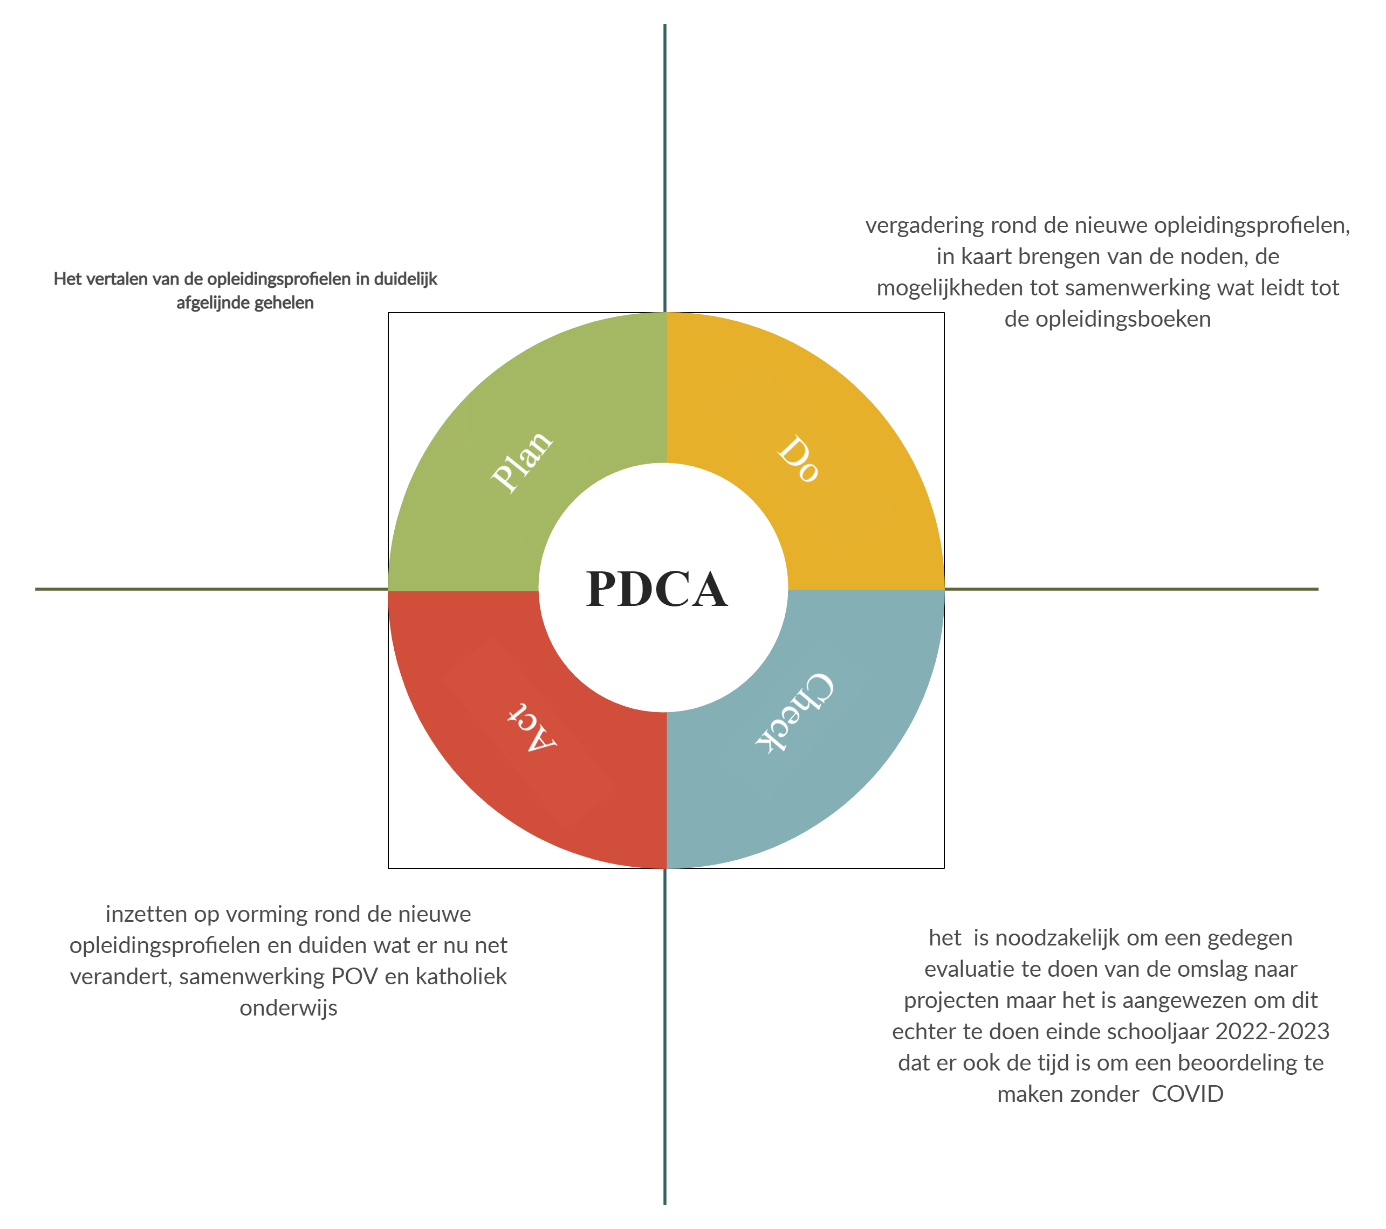 Het vertalen van de opleidingsprofielen in duidelijk
afgelijnde gehelen
vergadering rond de nieuwe opleidingsprofielen,
in kaart brengen van de noden, de
mogelijkheden tot samenwerking wat leidt tot
de opleidingsboeken
Plan
Do
PDCA
Act
Check
inzetten op vorming rond de nieuwe
opleidingsprofielen en duiden wat er nu net
verandert, samenwerking POV en katholiek
onderwijs
het  is noodzakelijk om een gedegen
evaluatie te doen van de omslag naar
projecten maar het is aangewezen om dit
echter te doen einde schooljaar 2022-2023
dat er ook de tijd is om een beoordeling te
maken zonder  COVID